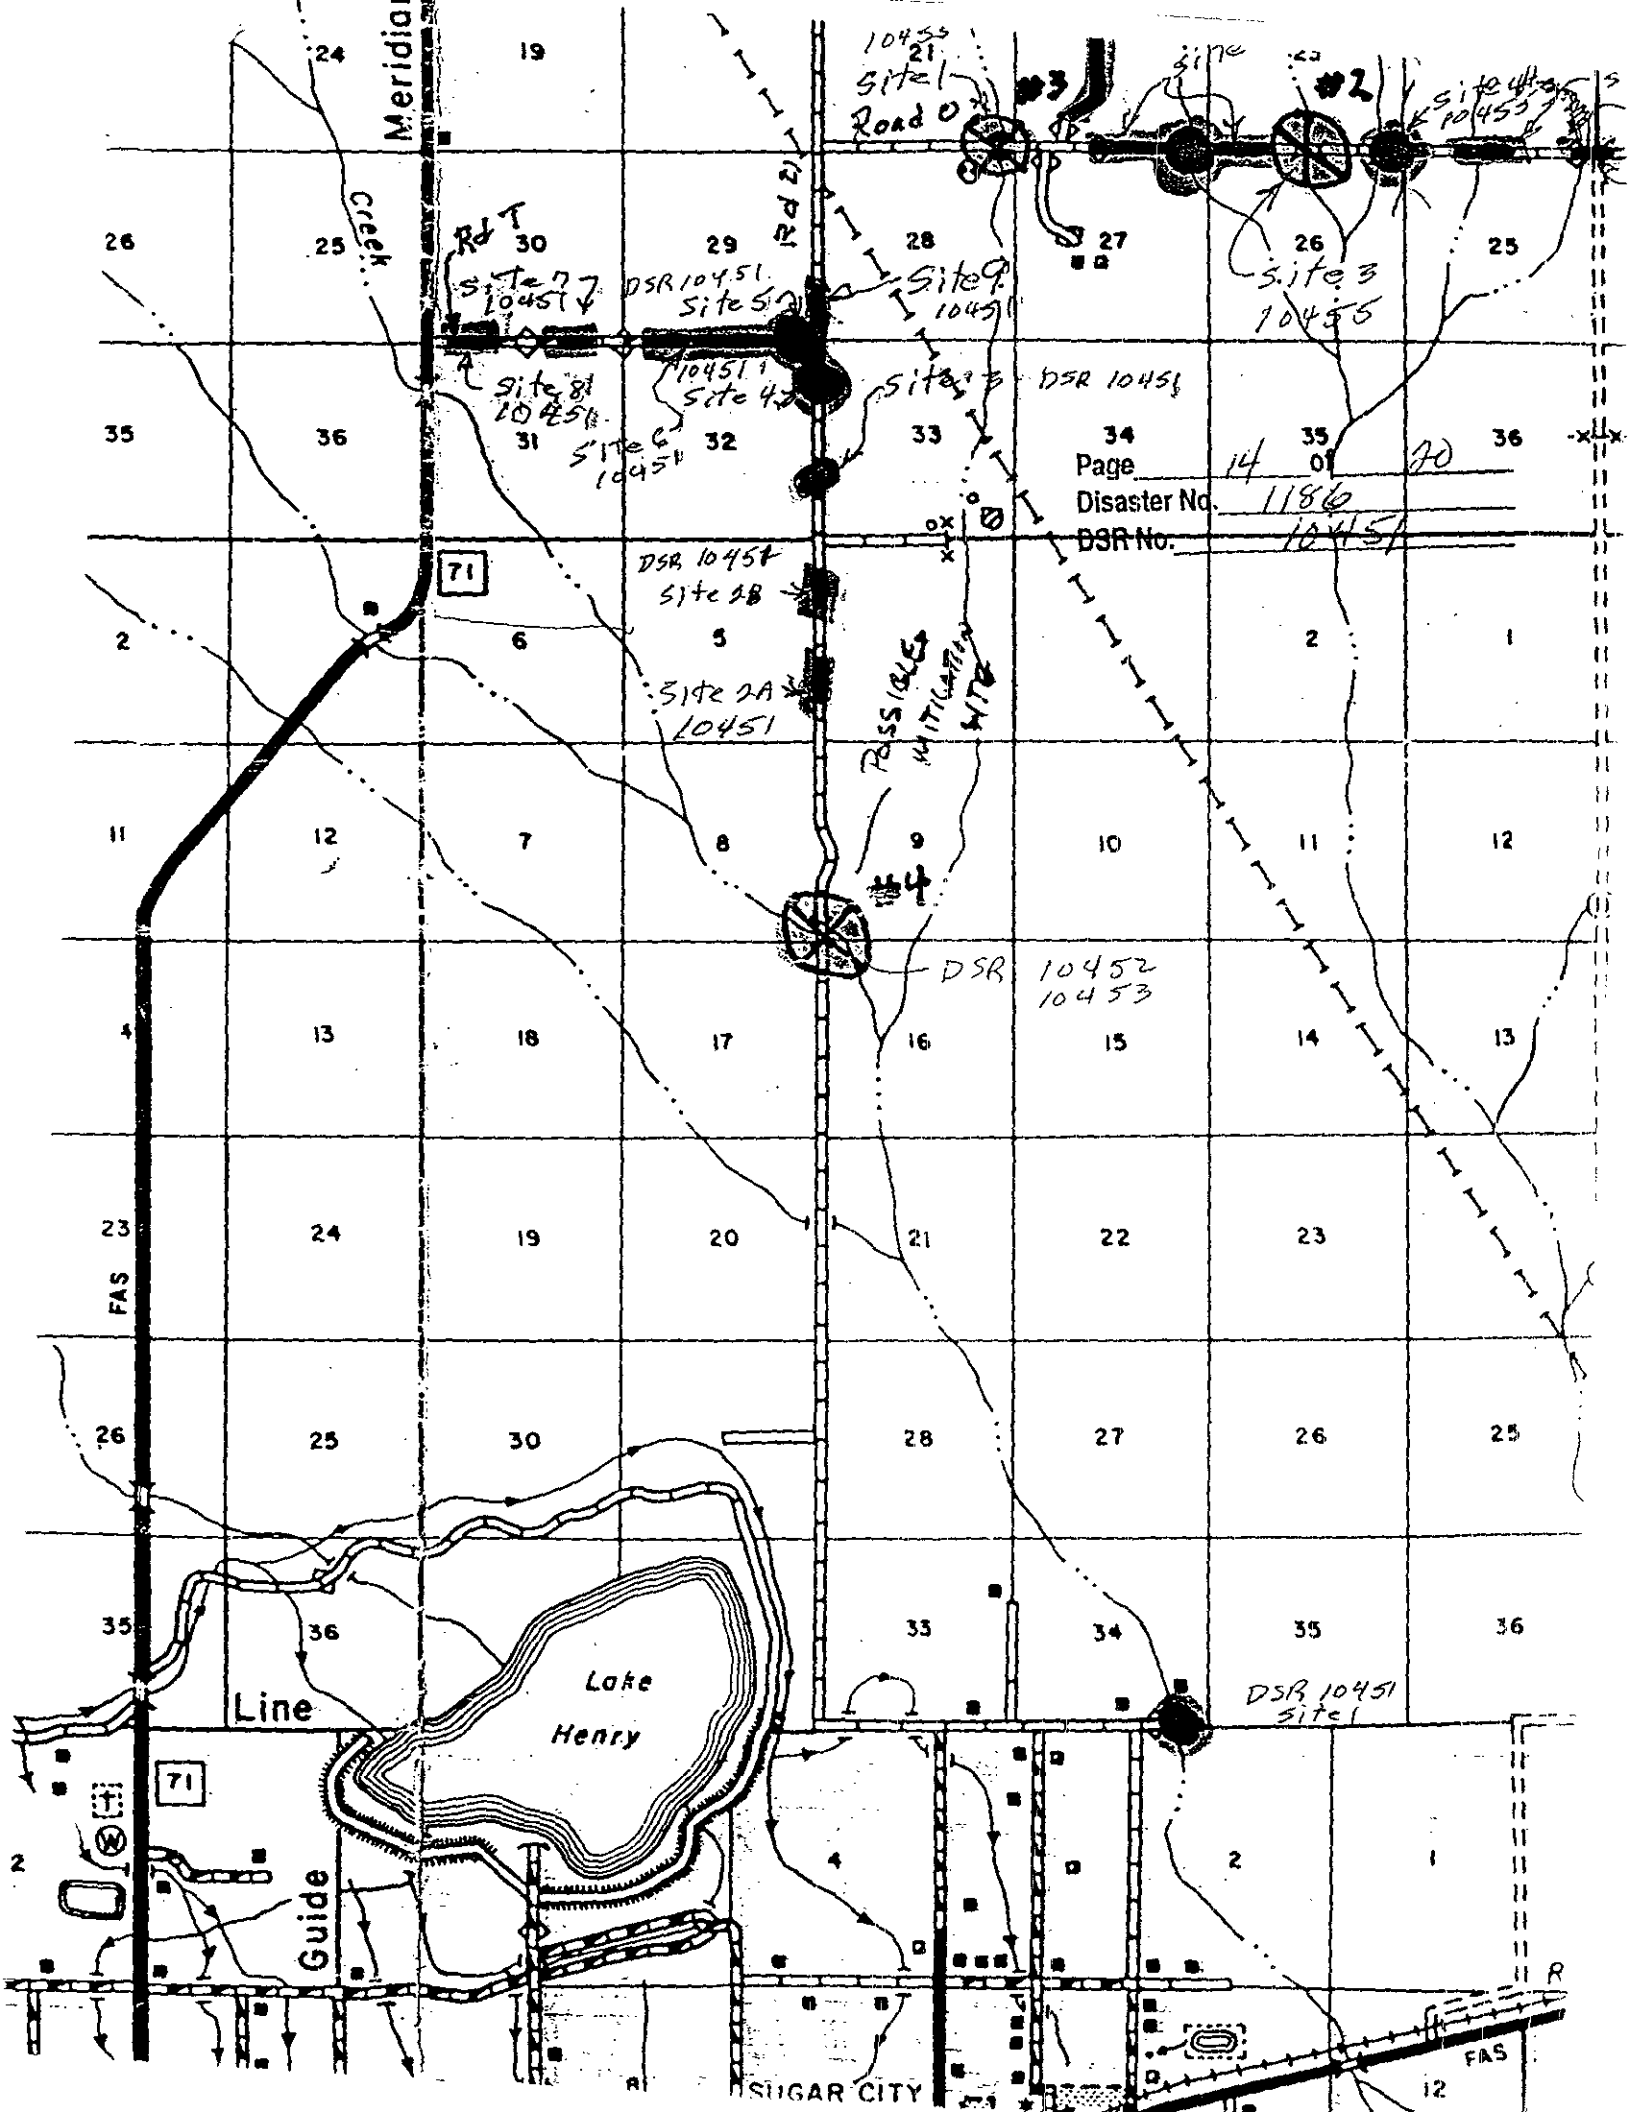 Meridian
24
19
10455
21
Site 1
Road O
#3
site
#2
Site 4
10455
Creek
Rd 21
26
25
Rd T
30
29
28
27
26
25
Site 7
10451
DSR 10451
Site 5
Site 9
10451
Site 3
10455
Site 8
10451
10451
Site 4
Site 3 DSR 10451
35
36
31
Site 6
10451
32
33
34
35
36
Page 14 of 20
Disaster No. 1186
DSR No. 10451
71
DSR 10451
Site 2B
2
6
5
2
1
Site 2A
10451
POSSIBLE
MITIGATION
SITE
11
12
7
8
9
10
11
12
#4
DSR 10452
10453
13
18
17
16
15
14
13
23
24
19
20
21
22
23
FAS
26
25
30
28
27
26
25
35
36
33
34
35
36
Lake
Henry
Line
DSR 10451
Site 1
71
W
2
4
2
1
Guide
R
FAS
SUGAR CITY
12